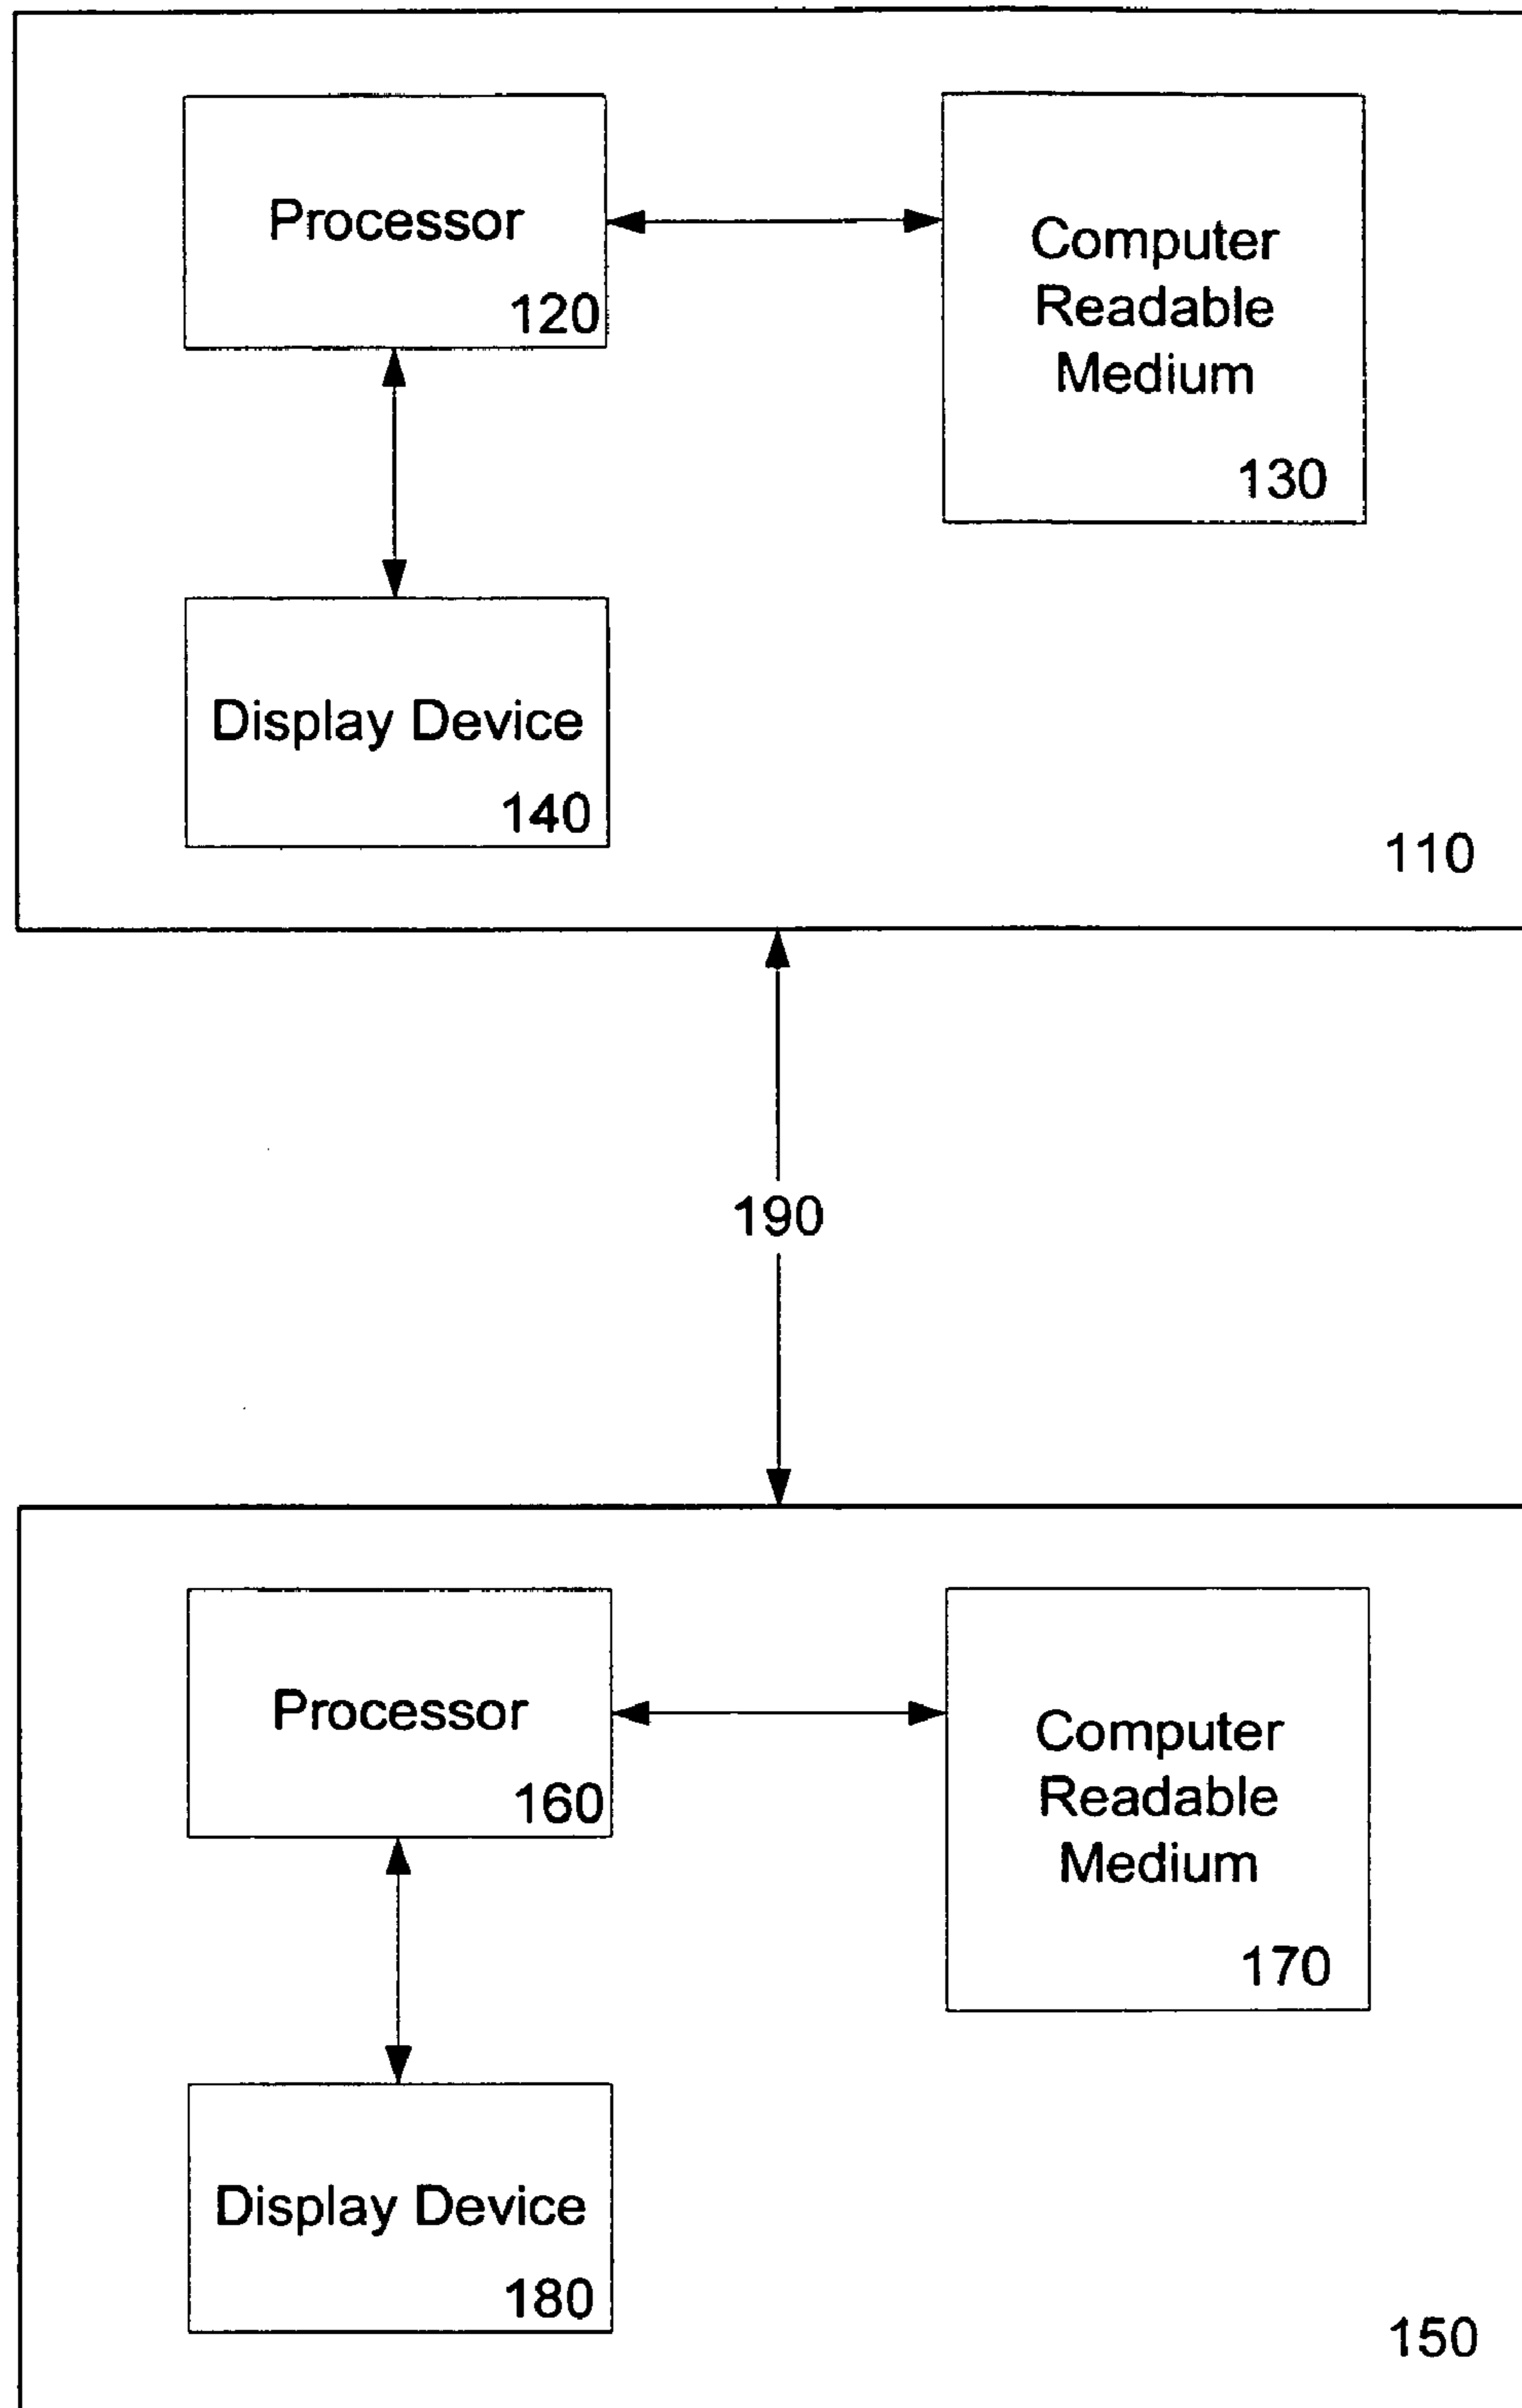 Processor
120
Computer
Readable
Medium
130
Display Device
140
110
190
Processor
160
Computer
Readable
Medium
170
Display Device
180
150